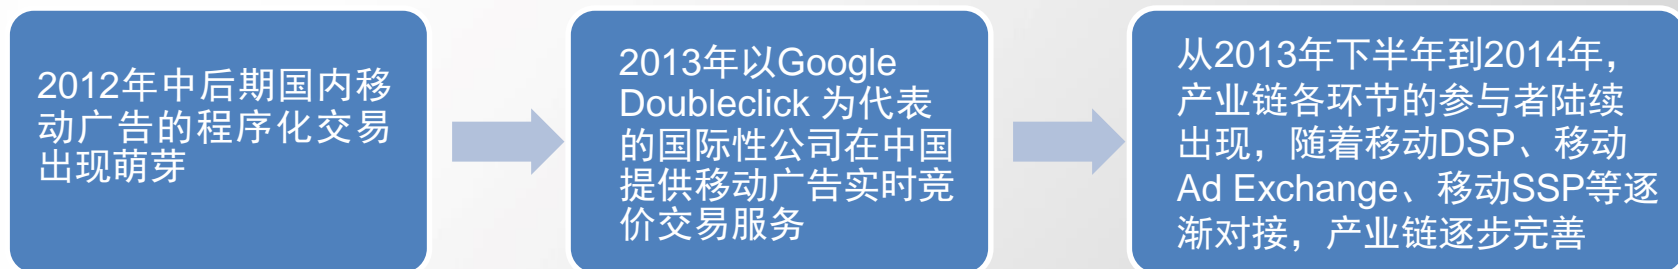 2012年中后期国内移
动广告的程序化交易
出现萌芽
2013年以Google
Doubleclick 为代表
的国际性公司在中国
提供移动广告实时竞
价交易服务
从2013年下半年到2014年，
产业链各环节的参与者陆续
出现，随着移动DSP、移动
Ad Exchange、移动SSP等逐
渐对接，产业链逐步完善